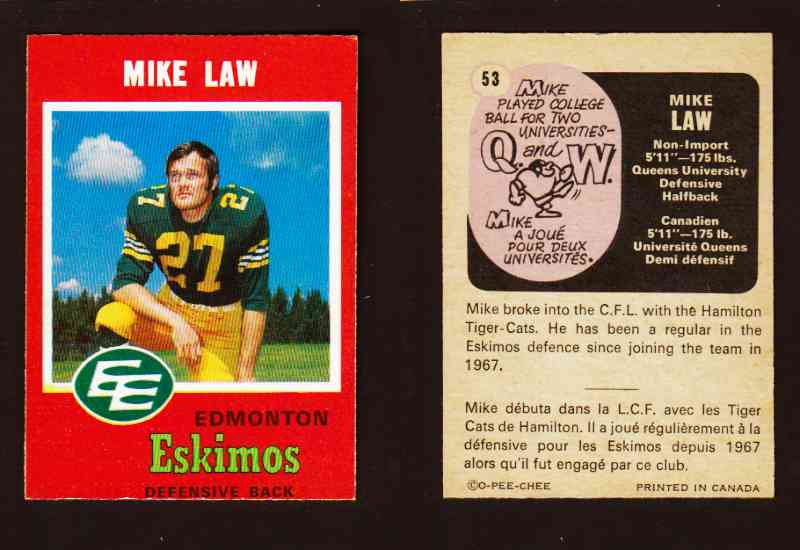 MIKE LAW
27
27
EE
EDMONTON
Eskimos
DEFENSIVE BACK
53
MIKE
PLAYED COLLEGE
BALL FOR TWO
UNIVERSITIES-
Q. and W.
MIKE
A JOUÉ
POUR DEUX
UNIVERSITÉS.
MIKE
LAW
Non-Import
5'11"—175 lbs.
Queens University
Defensive
Halfback
Canadien
5'11"—175 lb.
Université Queens
Demi défensif
Mike broke into the C.F.L. with the Hamilton
Tiger-Cats. He has been a regular in the
Eskimos defence since joining the team in
1967.
Mike débuta dans la L.C.F. avec les Tiger
Cats de Hamilton. Il a joué régulièrement à la
défensive pour les Eskimos depuis 1967
alors qu'il fut engagé par ce club.
©O-PEE-CHEE PRINTED IN CANADA